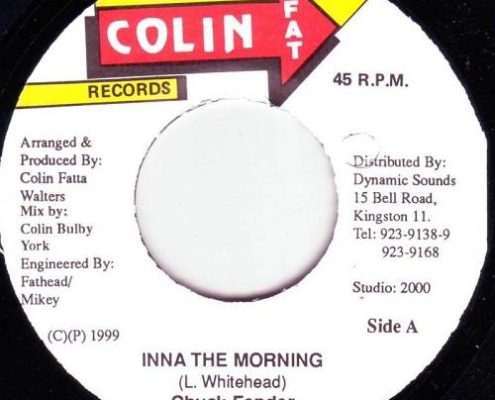 COLIN
FAT
RECORDS
45 R.P.M.
Arranged &
Produced By:
Colin Fatta
Walters
Mix by:
Colin Bulby
York
Engineered By:
Fathead/
Mikey
(C)(P) 1999
Distributed By:
Dynamic Sounds
15 Bell Road,
Kingston 11.
Tel: 923-9138-9
923-9168
Studio: 2000
Side A
INNA THE MORNING
(L. Whitehead)
Chuck Fender